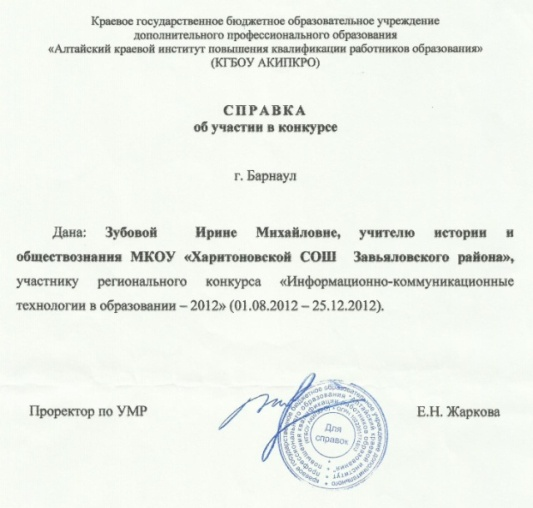 Краевое государственное бюджетное образовательное учреждение
дополнительного профессионального образования
«Алтайский краевой институт повышения квалификации работников образования»
(КГБОУ АКИПКРО)
СПРАВКА
об участии в конкурсе
г. Барнаул
Дана: Зубовой Ирине Михайловне, учителю истории и
обществознания МКОУ «Харитоновской СОШ Завьяловского района»,
участнику регионального конкурса «Информационно-коммуникационные
технологии в образовании – 2012» (01.08.2012 – 25.12.2012).
Проректор по УМР
Для
справок
Е.Н. Жаркова